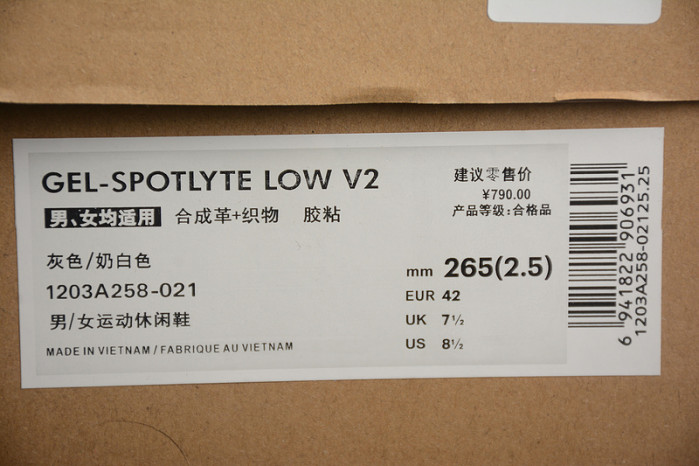 GEL-SPOTLYTE LOW V2
男、女均适用 合成革+织物 胶粘
灰色/奶白色
1203A258-021
男/女运动休闲鞋
MADE IN VIETNAM / FABRIQUE AU VIETNAM
建议零售价
¥790.00
产品等级:合格品
mm 265(2.5)
EUR 42
UK 7½
US 8½
6 941822 906931
1203A258-02125.25